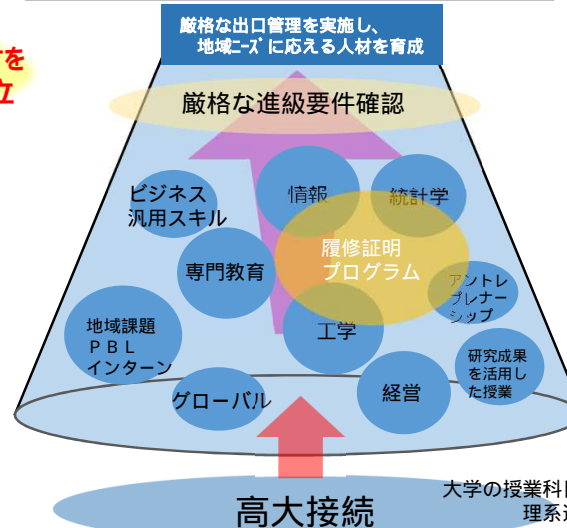 厳格な出口管理を実施し、
地域ニーズに応える人材を育成
を
立
厳格な進級要件確認
ビジネス
汎用スキル
情報
統計学
履修証明
プログラム
専門教育
アントレ
プレナー
シップ
地域課題
ＰＢＬ
インターン
工学
研究成果
を活用し
た授業
グローバル
経営
高大接続
大学の授業科目
理系進